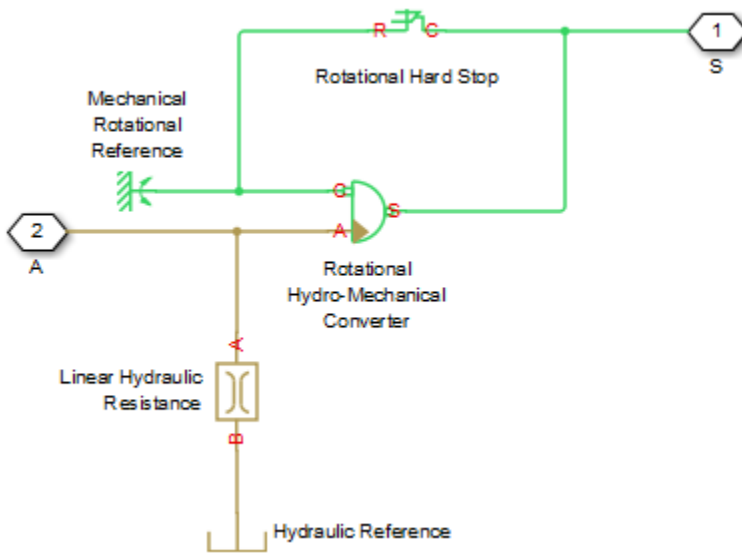 R
C
1
S
Rotational Hard Stop
Mechanical
Rotational
Reference
C
S
2
A
A
Rotational
Hydro-Mechanical
Converter
A
Linear Hydraulic
Resistance
B
Hydraulic Reference